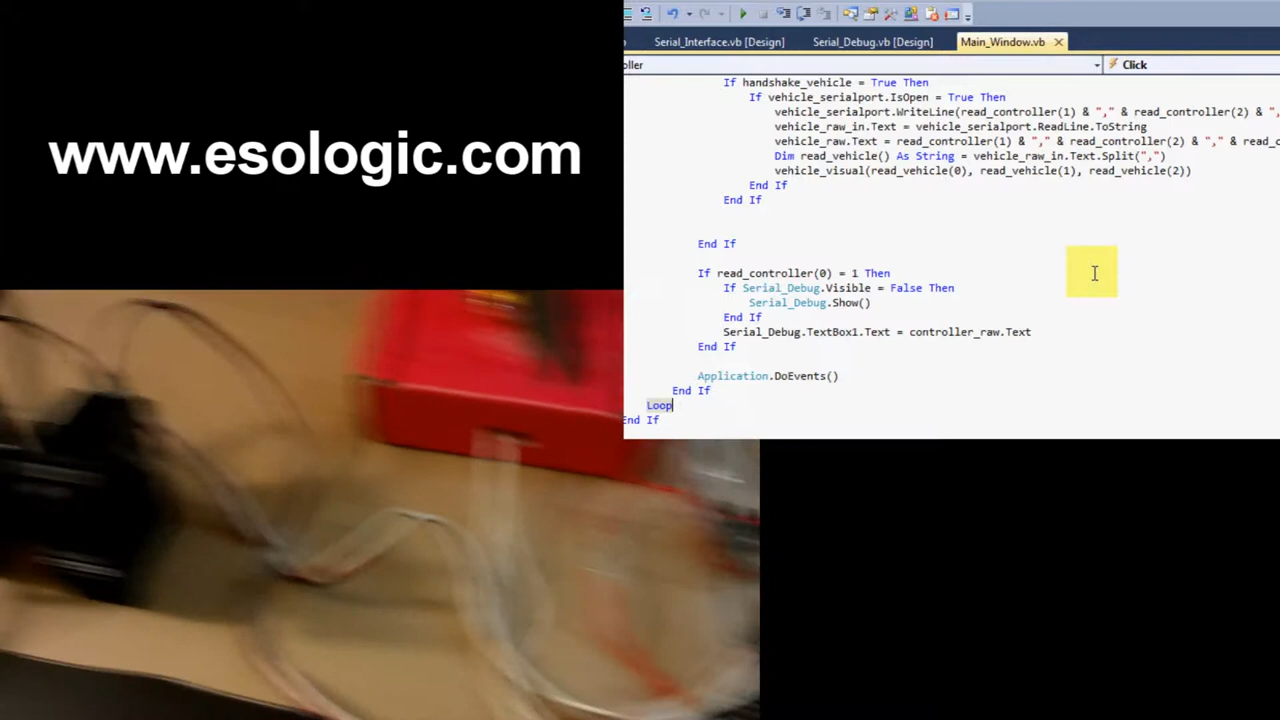 www.esologic.com
Serial_Interface.vb [Design] Serial_Debug.vb [Design] Main_Window.vb
oller Click
If handshake_vehicle = True Then
If vehicle_serialport.IsOpen = True Then
vehicle_serialport.WriteLine(read_controller(1) & "," & read_controller(2) & ",
vehicle_raw_in.Text = vehicle_serialport.ReadLine.ToString
vehicle_raw.Text = read_controller(1) & "," & read_controller(2) & "," & read_co
Dim read_vehicle() As String = vehicle_raw_in.Text.Split(",")
vehicle_visual(read_vehicle(0), read_vehicle(1), read_vehicle(2))
End If
End If
End If
If read_controller(0) = 1 Then
If Serial_Debug.Visible = False Then
Serial_Debug.Show()
End If
Serial_Debug.TextBox1.Text = controller_raw.Text
End If
Application.DoEvents()
End If
Loop
End If